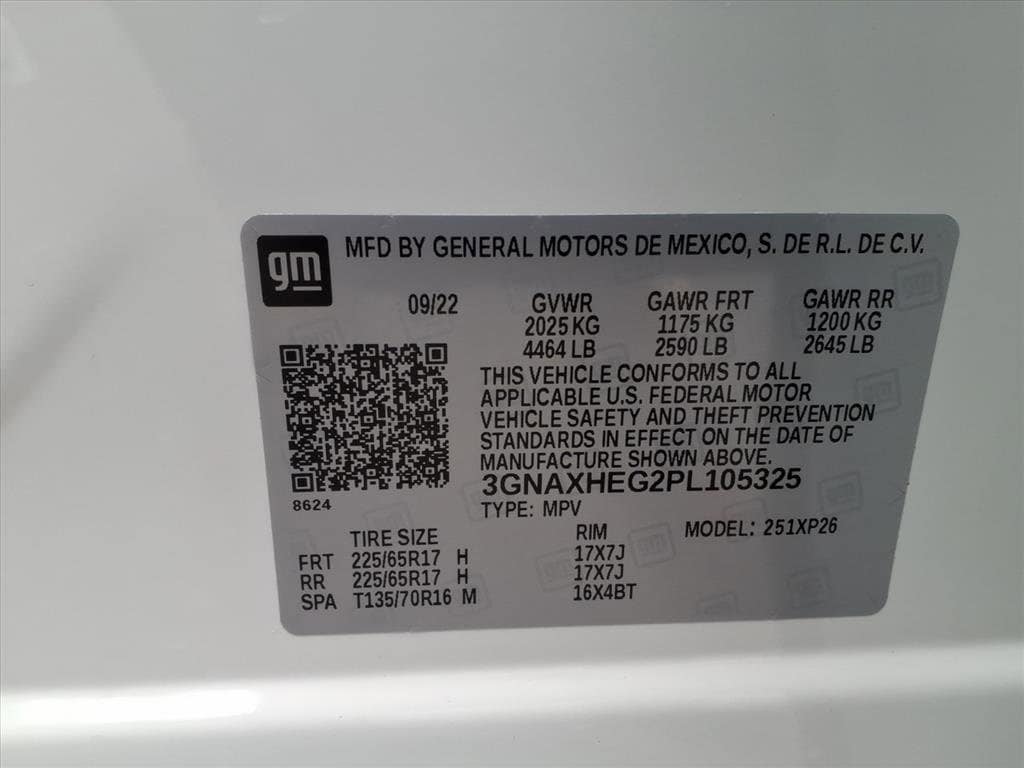 gm
MFD BY GENERAL MOTORS DE MEXICO, S. DE R.L. DE C.V.
09/22 GVWR GAWR FRT GAWR RR
2025 KG 1175 KG 1200 KG
4464 LB 2590 LB 2645 LB
THIS VEHICLE CONFORMS TO ALL
APPLICABLE U.S. FEDERAL MOTOR
VEHICLE SAFETY AND THEFT PREVENTION
STANDARDS IN EFFECT ON THE DATE OF
MANUFACTURE SHOWN ABOVE.
3GNAXHEG2PL105325
8624
TYPE: MPV
TIRE SIZE RIM MODEL: 251XP26
FRT 225/65R17 H 17X7J
RR 225/65R17 H 17X7J
SPA T135/70R16 M 16X4BT